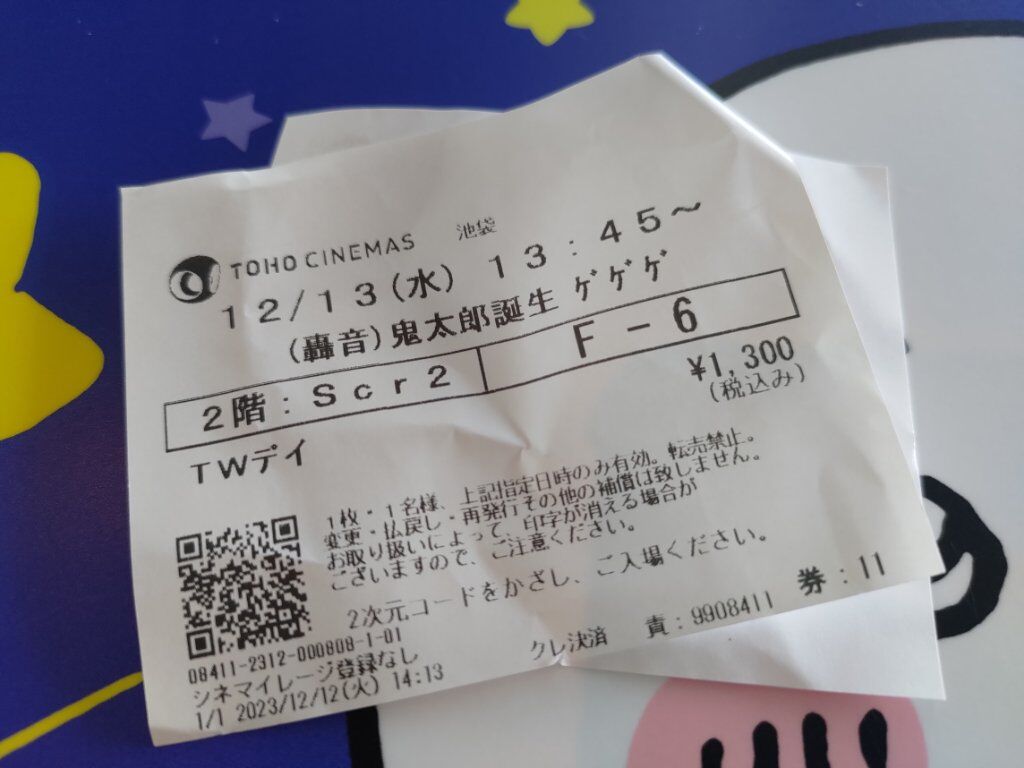 TOHO CINEMAS 池袋
12/13(水) 13:45～
(轟音)鬼太郎誕生 ｹﾞｹﾞｹﾞ
2階:Scr2 F-6
¥1,300
(税込み)
TWデイ
1枚・1名様、上記指定日時のみ有効。転売禁止。
変更・払戻し・再発行その他の補償は致しません。
お取り扱いによって、印字が消える場合が
ございますので、ご注意ください。
2次元コードをかざし、ご入場ください。
08411-2312-000808-1-01
シネマイレージ登録なし
クレ決済 責:9908411 券:11
1/1 2023/12/12(火) 14:13